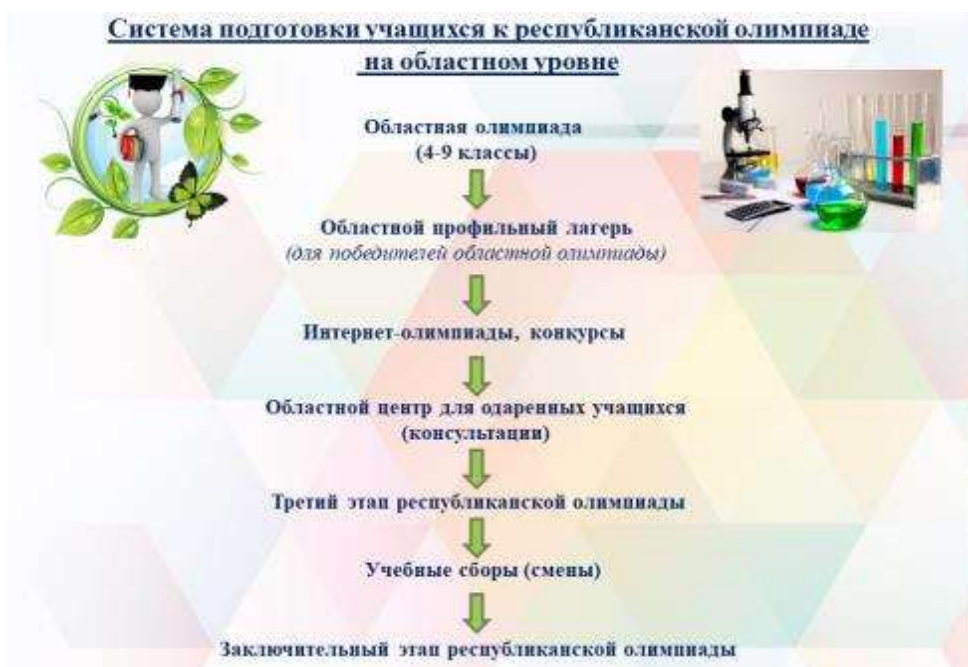 Система подготовки учащихся к республиканской олимпиаде
на областном уровне
Областная олимпиада
(4-9 классы)
Областной профильный лагерь
(для победителей областной олимпиады)
Интернет-олимпиады, конкурсы
Областной центр для одаренных учащихся
(консультации)
Третий этап республиканской олимпиады
Учебные сборы (смены)
Заключительный этап республиканской олимпиады